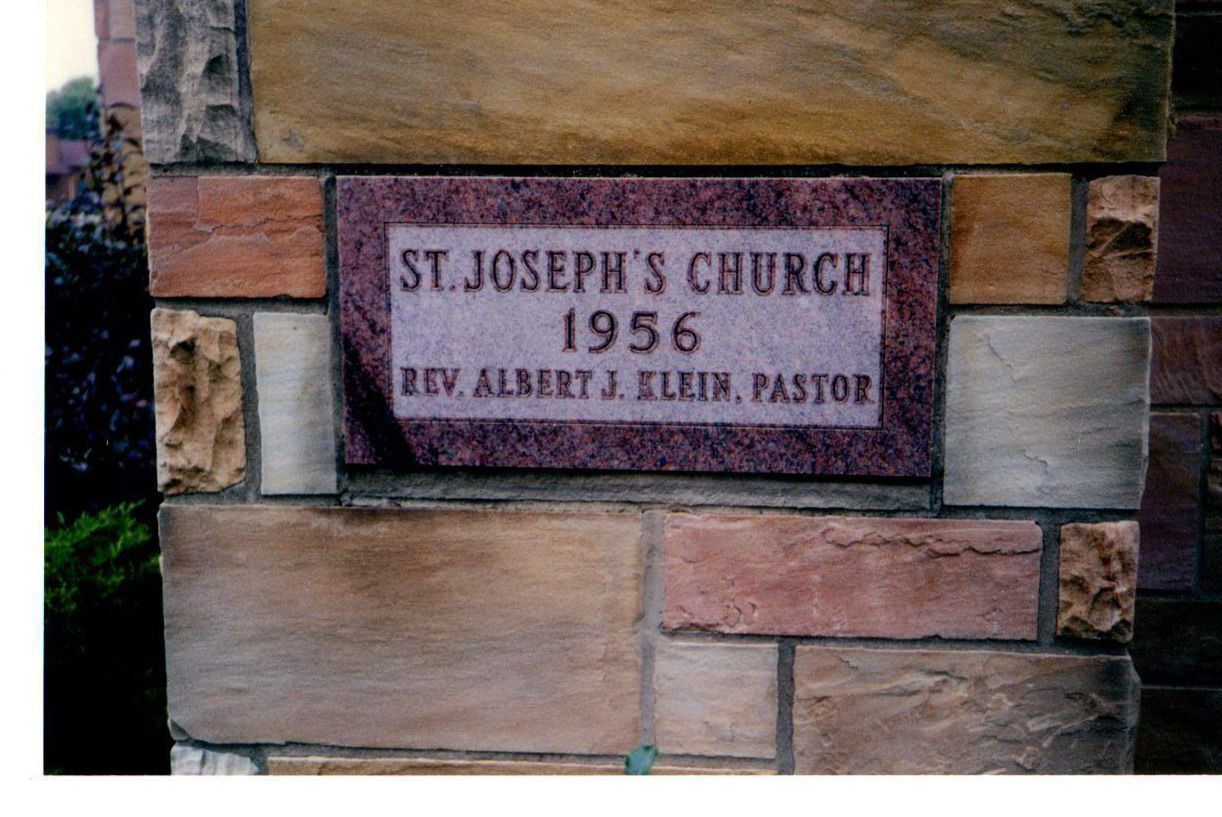 ST. JOSEPH'S CHURCH
1956
REV. ALBERT J. KLEIN, PASTOR